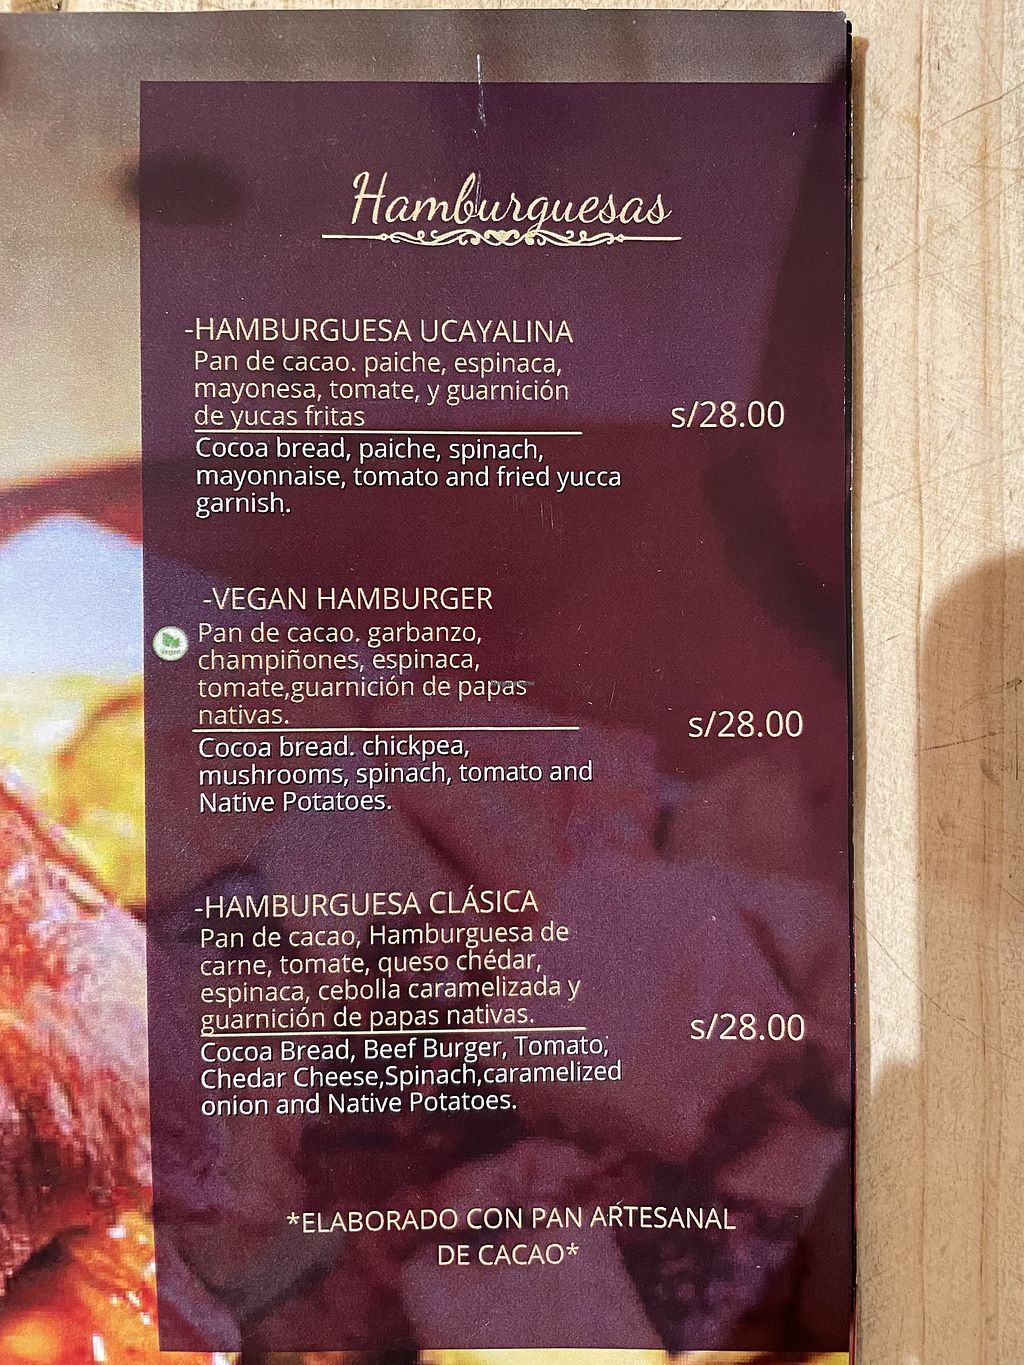 Hamburguesas
-HAMBURGUESA UCAYALINA
Pan de cacao. paiche, espinaca,
mayonesa, tomate, y guarnición
de yucas fritas
s/28.00
Cocoa bread, paiche, spinach,
mayonnaise, tomato and fried yucca
garnish.
-VEGAN HAMBURGER
Vegan
Pan de cacao. garbanzo,
champiñones, espinaca,
tomate,guarnición de papas
nativas.
s/28.00
Cocoa bread. chickpea,
mushrooms, spinach, tomato and
Native Potatoes.
-HAMBURGUESA CLÁSICA
Pan de cacao, Hamburguesa de
carne, tomate, queso chédar,
espinaca, cebolla caramelizada y
guarnición de papas nativas.
s/28.00
Cocoa Bread, Beef Burger, Tomato,
Chedar Cheese,Spinach,caramelized
onion and Native Potatoes.
*ELABORADO CON PAN ARTESANAL
DE CACAO*